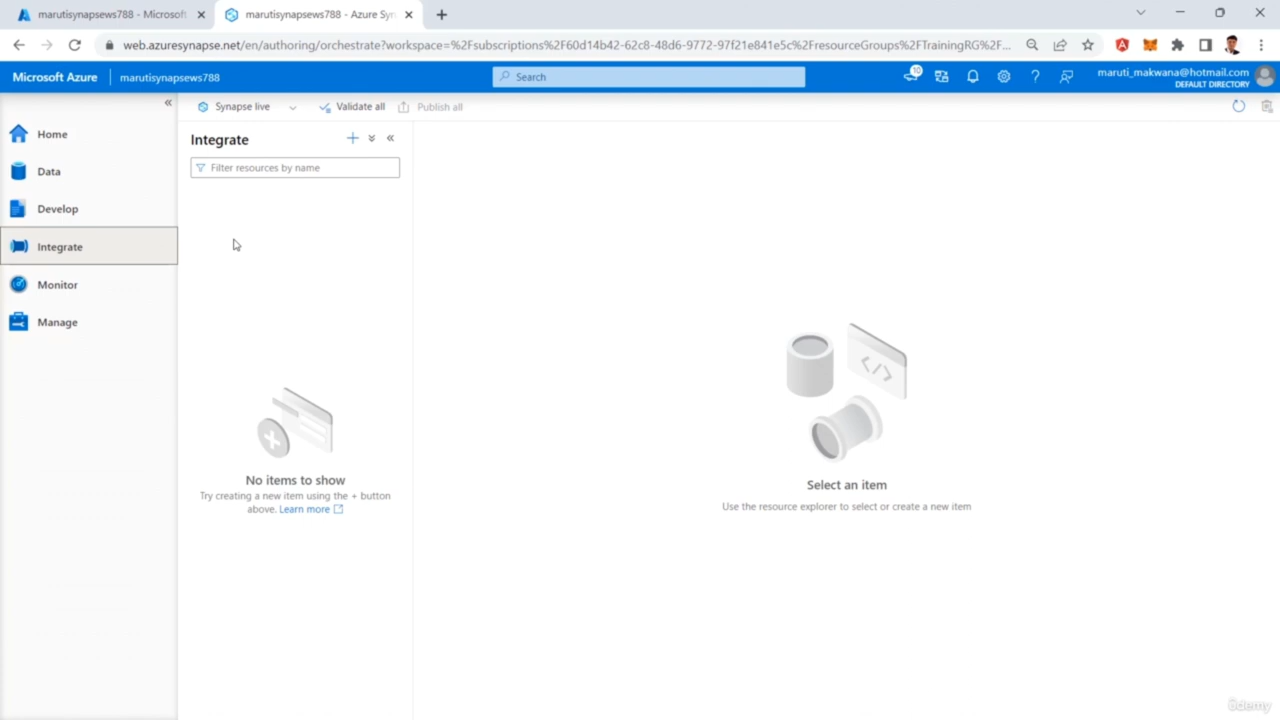 marutisynapsews788 - Microsoft
marutisynapsews788 - Azure Syn
web.azuresynapse.net/en/authoring/orchestrate?workspace=%2Fsubscriptions%2F60d14b42-62c8-48d6-9772-97f21e841e5c%2FresourceGroups%2FTrainingRG%2F...
Microsoft Azure
marutisynapsews788
Search
10
maruti_makwana@hotmail.com
DEFAULT DIRECTORY
Synapse live
Validate all
Publish all
Home
Data
Develop
Integrate
Monitor
Manage
Integrate
Filter resources by name
No items to show
Try creating a new item using the + button
above. Learn more
Select an item
Use the resource explorer to select or create a new item
Udemy